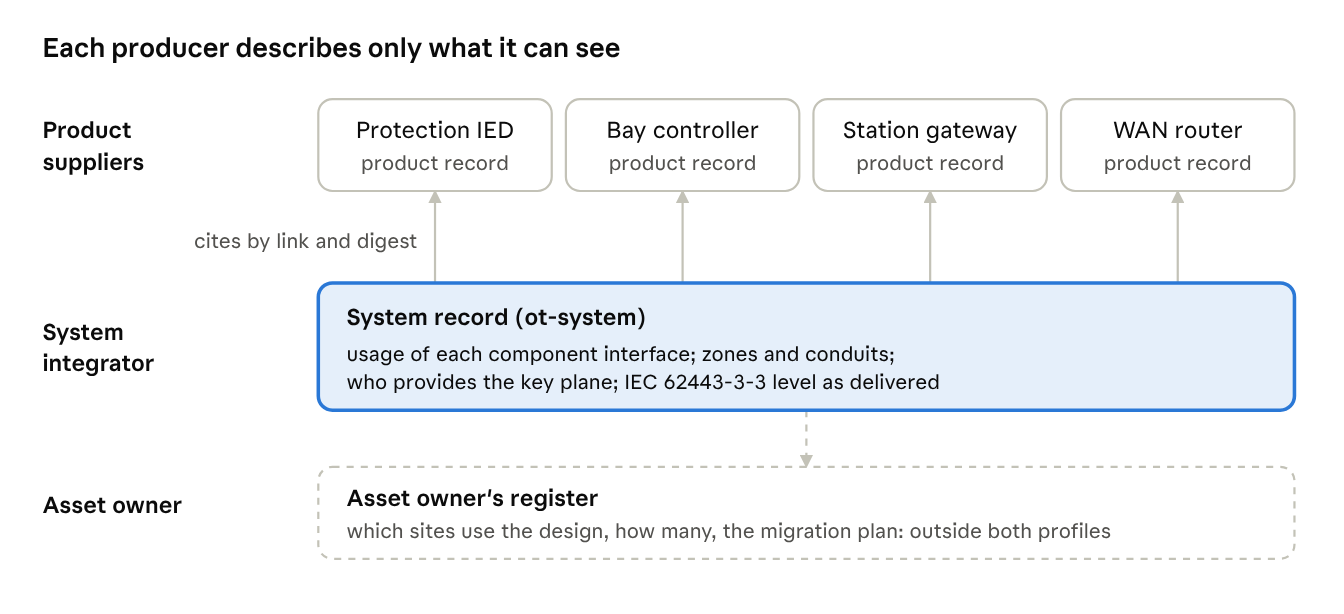 Each producer describes only what it can see
Product
suppliers
Protection IED
product record
Bay controller
product record
Station gateway
product record
WAN router
product record
cites by link and digest
System
integrator
System record (ot-system)
usage of each component interface; zones and conduits;
who provides the key plane; IEC 62443-3-3 level as delivered
Asset owner
Asset owner's register
which sites use the design, how many, the migration plan: outside both profiles